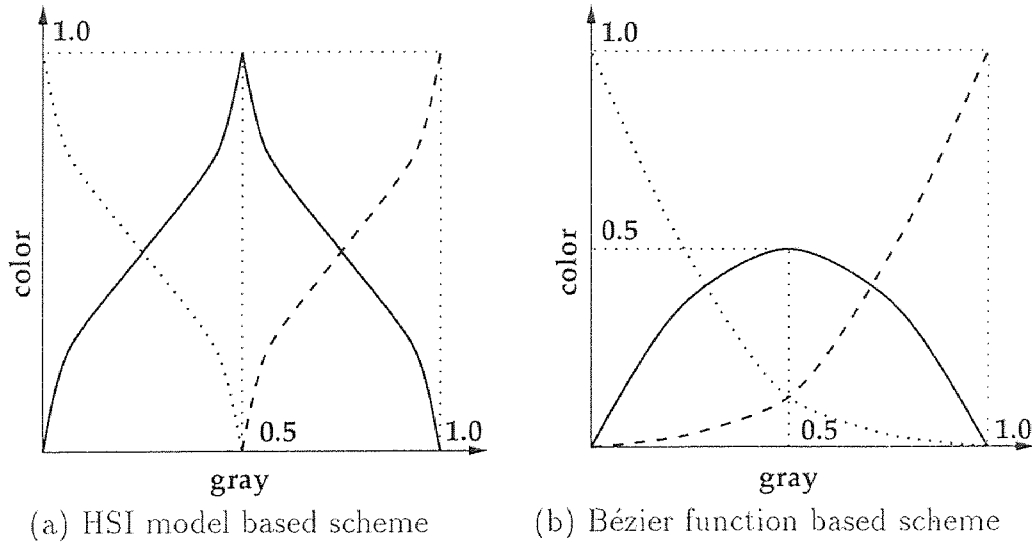 1.0
color
0.5
1.0
gray
(a) HSI model based scheme
1.0
0.5
color
0.5
1.0
gray
(b) Bézier function based scheme